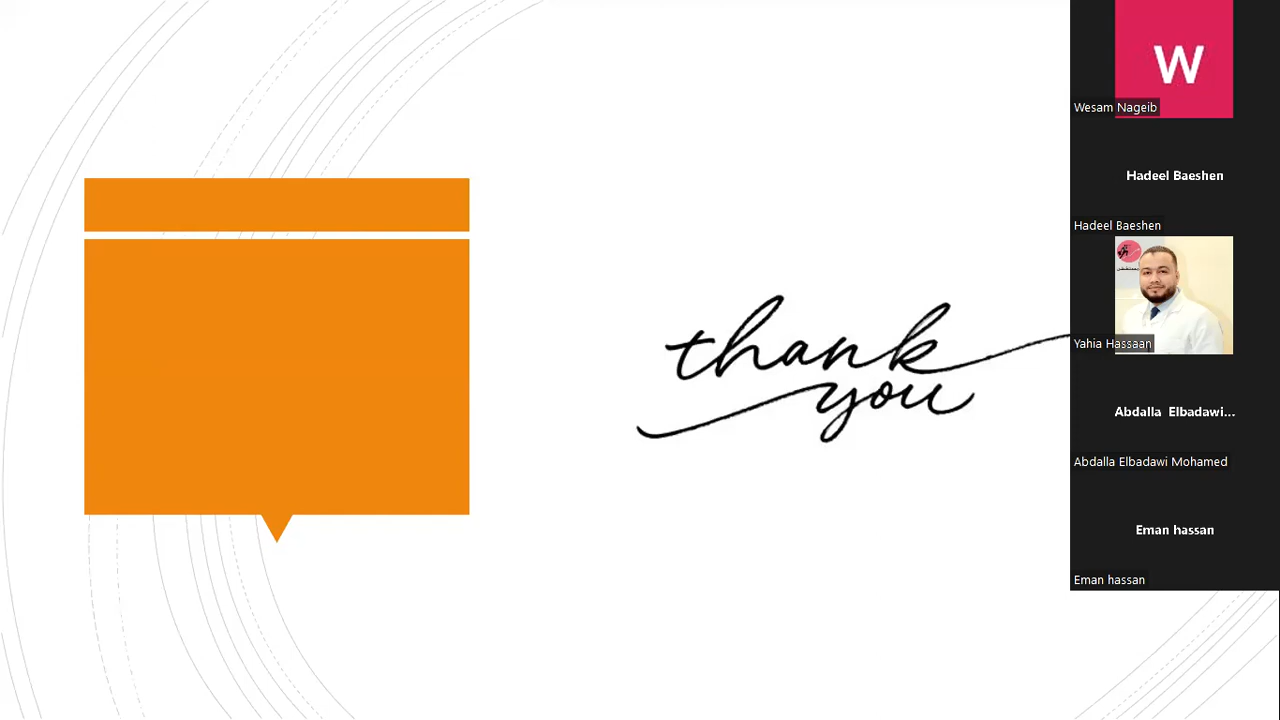 thank
you
W
Wesam Nageib
Hadeel Baeshen
Hadeel Baeshen
Yahia Hassaan
Abdalla Elbadawi...
Abdalla Elbadawi Mohamed
Eman hassan
Eman hassan